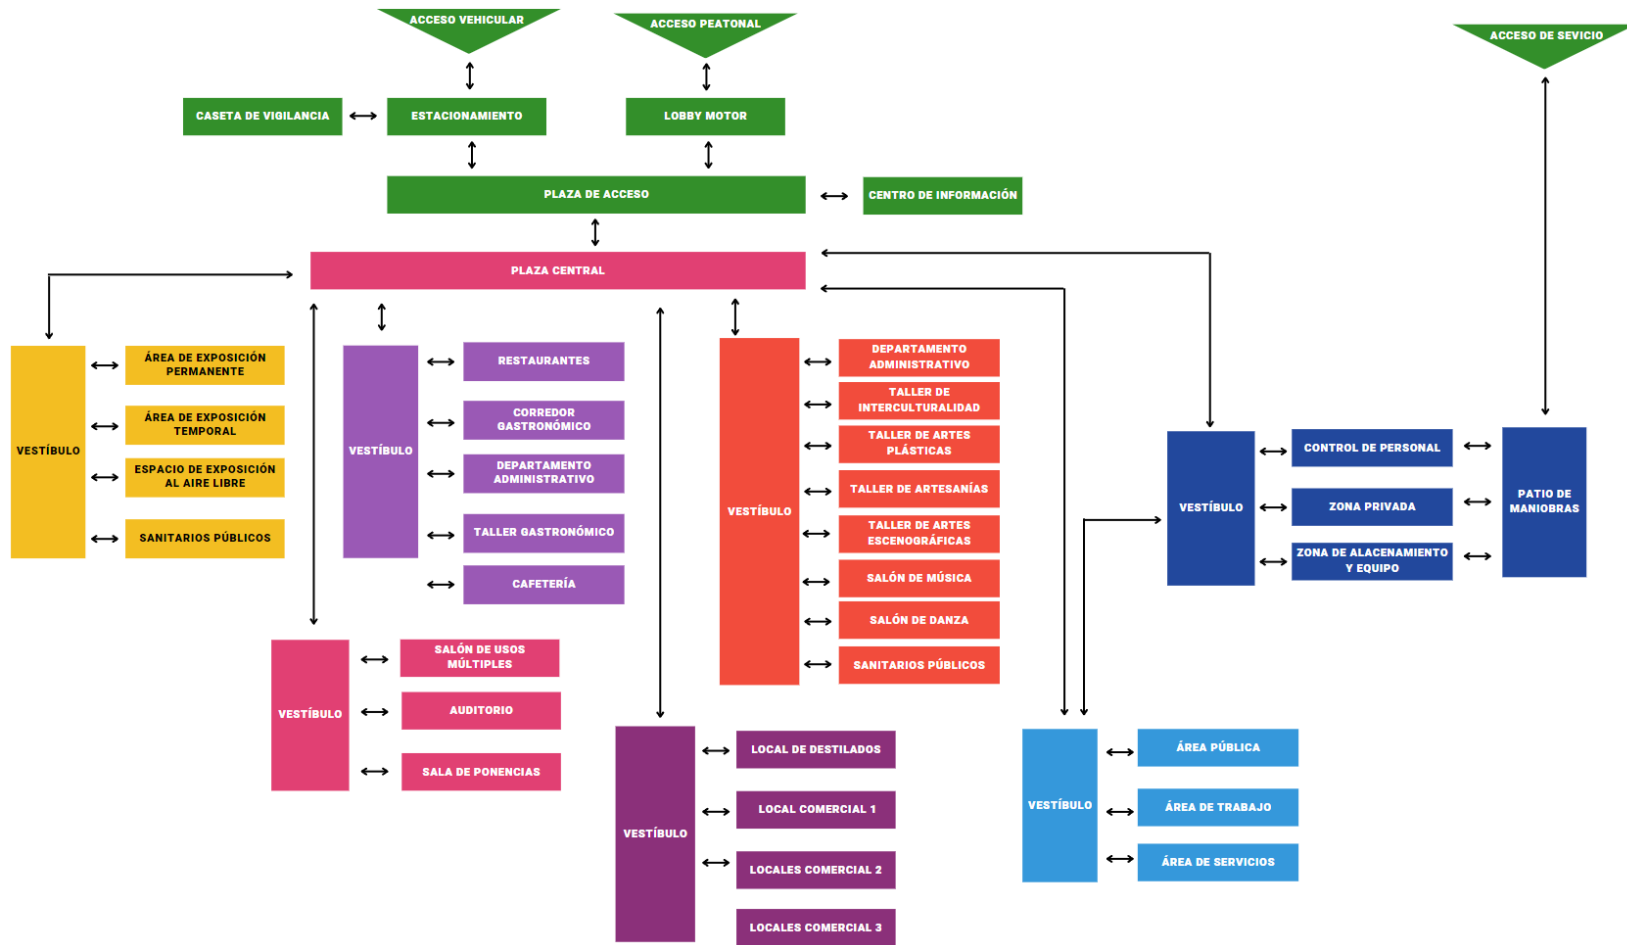 ACCESO VEHICULAR
ACCESO PEATONAL
ACCESO DE SEVICIO
CASETA DE VIGILANCIA
ESTACIONAMIENTO
LOBBY MOTOR
PLAZA DE ACCESO
CENTRO DE INFORMACIÓN
PLAZA CENTRAL
VESTÍBULO
ÁREA DE EXPOSICIÓN
PERMANENTE
ÁREA DE EXPOSICIÓN
TEMPORAL
ESPACIO DE EXPOSICIÓN
AL AIRE LIBRE
SANITARIOS PÚBLICOS
VESTÍBULO
RESTAURANTES
CORREDOR
GASTRONÓMICO
DEPARTAMENTO
ADMINISTRATIVO
TALLER GASTRONÓMICO
CAFETERÍA
VESTÍBULO
DEPARTAMENTO
ADMINISTRATIVO
TALLER DE
INTERCULTURALIDAD
TALLER DE ARTES
PLÁSTICAS
TALLER DE ARTESANÍAS
TALLER DE ARTES
ESCENOGRÁFICAS
SALÓN DE MÚSICA
SALÓN DE DANZA
SANITARIOS PÚBLICOS
VESTÍBULO
CONTROL DE PERSONAL
ZONA PRIVADA
ZONA DE ALACENAMIENTO
Y EQUIPO
PATIO DE
MANIOBRAS
VESTÍBULO
SALÓN DE USOS
MÚLTIPLES
AUDITORIO
SALA DE PONENCIAS
VESTÍBULO
LOCAL DE DESTILADOS
LOCAL COMERCIAL 1
LOCALES COMERCIAL 2
LOCALES COMERCIAL 3
VESTÍBULO
ÁREA PÚBLICA
ÁREA DE TRABAJO
ÁREA DE SERVICIOS